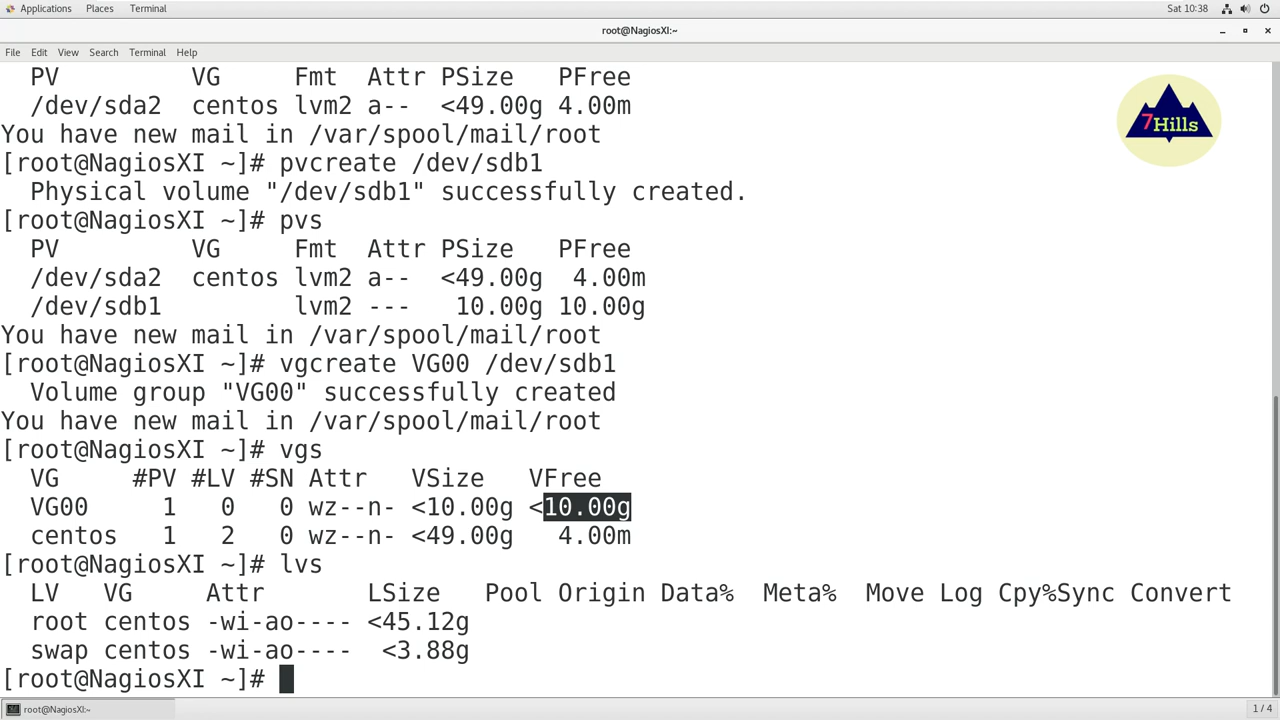 Applications Places Terminal Sat 10:38
root@NagiosXI:~
File Edit View Search Terminal Help
PV VG Fmt Attr PSize PFree
/dev/sda2 centos lvm2 a-- <49.00g 4.00m
You have new mail in /var/spool/mail/root
[root@NagiosXI ~]# pvcreate /dev/sdb1
Physical volume "/dev/sdb1" successfully created.
[root@NagiosXI ~]# pvs
PV VG Fmt Attr PSize PFree
/dev/sda2 centos lvm2 a-- <49.00g 4.00m
/dev/sdb1 lvm2 --- 10.00g 10.00g
You have new mail in /var/spool/mail/root
[root@NagiosXI ~]# vgcreate VG00 /dev/sdb1
Volume group "VG00" successfully created
You have new mail in /var/spool/mail/root
[root@NagiosXI ~]# vgs
VG #PV #LV #SN Attr VSize VFree
VG00 1 0 0 wz--n- <10.00g <10.00g
centos 1 2 0 wz--n- <49.00g 4.00m
[root@NagiosXI ~]# lvs
LV VG Attr LSize Pool Origin Data% Meta% Move Log Cpy%Sync Convert
root centos -wi-ao---- <45.12g
swap centos -wi-ao---- <3.88g
[root@NagiosXI ~]#
7Hills
root@NagiosXI:~ 1 / 4